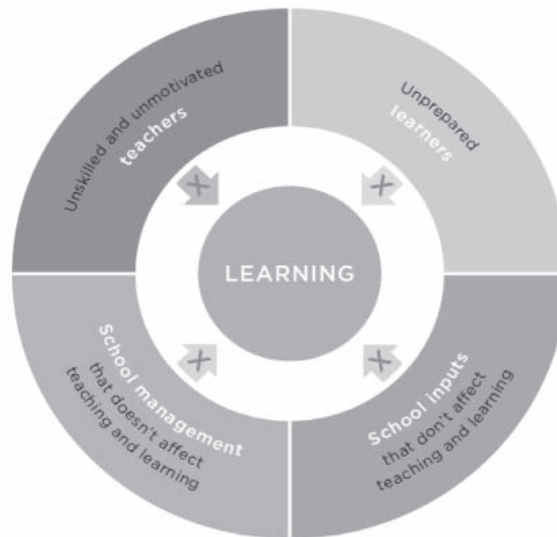 Unskilled and unmotivated
teachers
Unprepared
learners
X
X
LEARNING
X
X
School management
that doesn't affect
teaching and learning
School inputs
that don't affect
teaching and learning